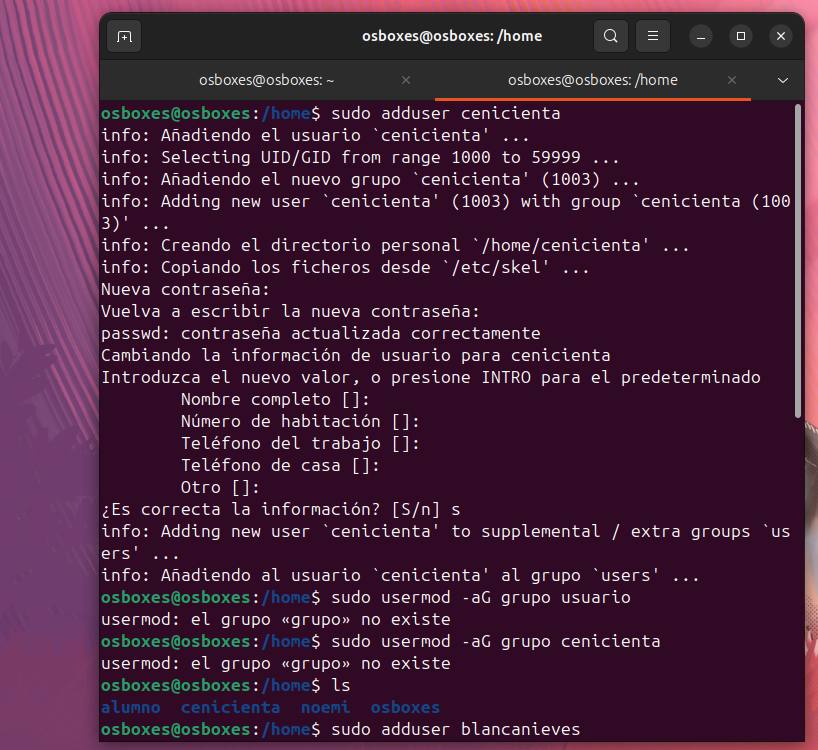 osboxes@osboxes: /home
osboxes@osboxes: ~
osboxes@osboxes: /home
osboxes@osboxes:/home$ sudo adduser cenicienta
info: Añadiendo el usuario `cenicienta' ...
info: Selecting UID/GID from range 1000 to 59999 ...
info: Añadiendo el nuevo grupo `cenicienta' (1003) ...
info: Adding new user `cenicienta' (1003) with group `cenicienta (100
3)' ...
info: Creando el directorio personal `/home/cenicienta' ...
info: Copiando los ficheros desde `/etc/skel' ...
Nueva contraseña:
Vuelva a escribir la nueva contraseña:
passwd: contraseña actualizada correctamente
Cambiando la información de usuario para cenicienta
Introduzca el nuevo valor, o presione INTRO para el predeterminado
        Nombre completo []:
        Número de habitación []:
        Teléfono del trabajo []:
        Teléfono de casa []:
        Otro []:
¿Es correcta la información? [S/n] s
info: Adding new user `cenicienta' to supplemental / extra groups `us
ers' ...
info: Añadiendo al usuario `cenicienta' al grupo `users' ...
osboxes@osboxes:/home$ sudo usermod -aG grupo usuario
usermod: el grupo «grupo» no existe
osboxes@osboxes:/home$ sudo usermod -aG grupo cenicienta
usermod: el grupo «grupo» no existe
osboxes@osboxes:/home$ ls
alumno  cenicienta  noemi  osboxes
osboxes@osboxes:/home$ sudo adduser blancanieves